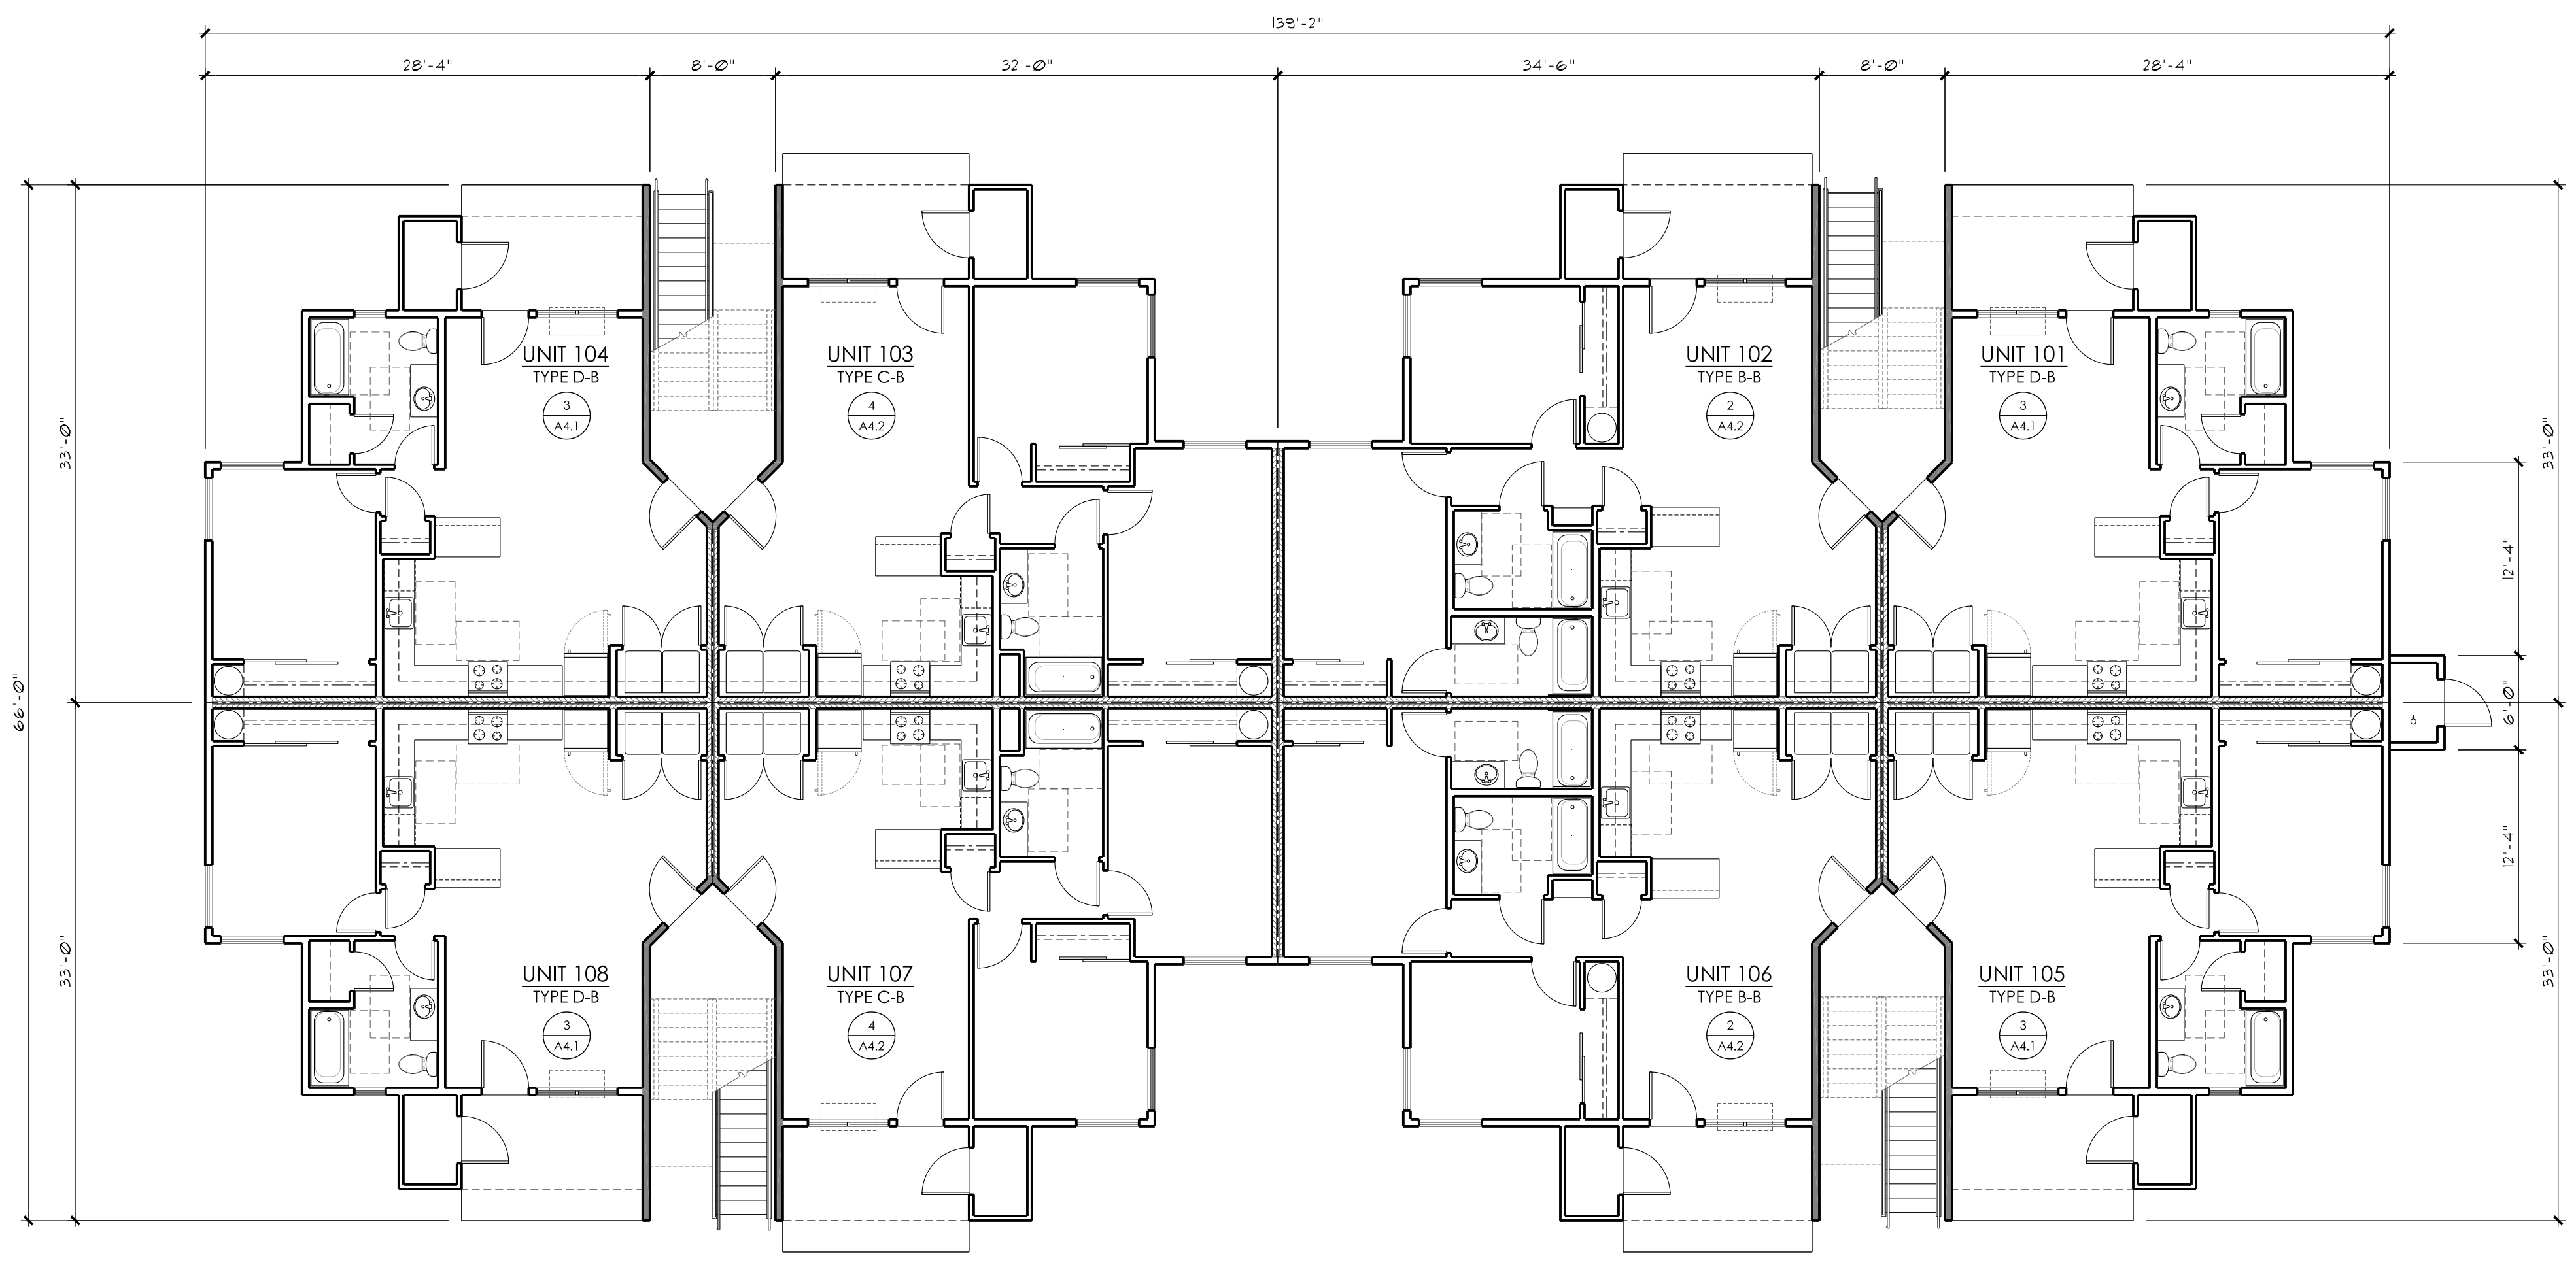 139'-2"
28'-4"
8'-0"
32'-0"
34'-6"
8'-0"
28'-4"
UNIT 104
TYPE D-B
3
A4.1
UNIT 103
TYPE C-B
4
A4.2
UNIT 102
TYPE B-B
2
A4.2
UNIT 101
TYPE D-B
3
A4.1
33'-0"
33'-0"
12'-4"
66'-0"
6'-0"
12'-4"
33'-0"
33'-0"
UNIT 108
TYPE D-B
3
A4.1
UNIT 107
TYPE C-B
4
A4.2
UNIT 106
TYPE B-B
2
A4.2
UNIT 105
TYPE D-B
3
A4.1